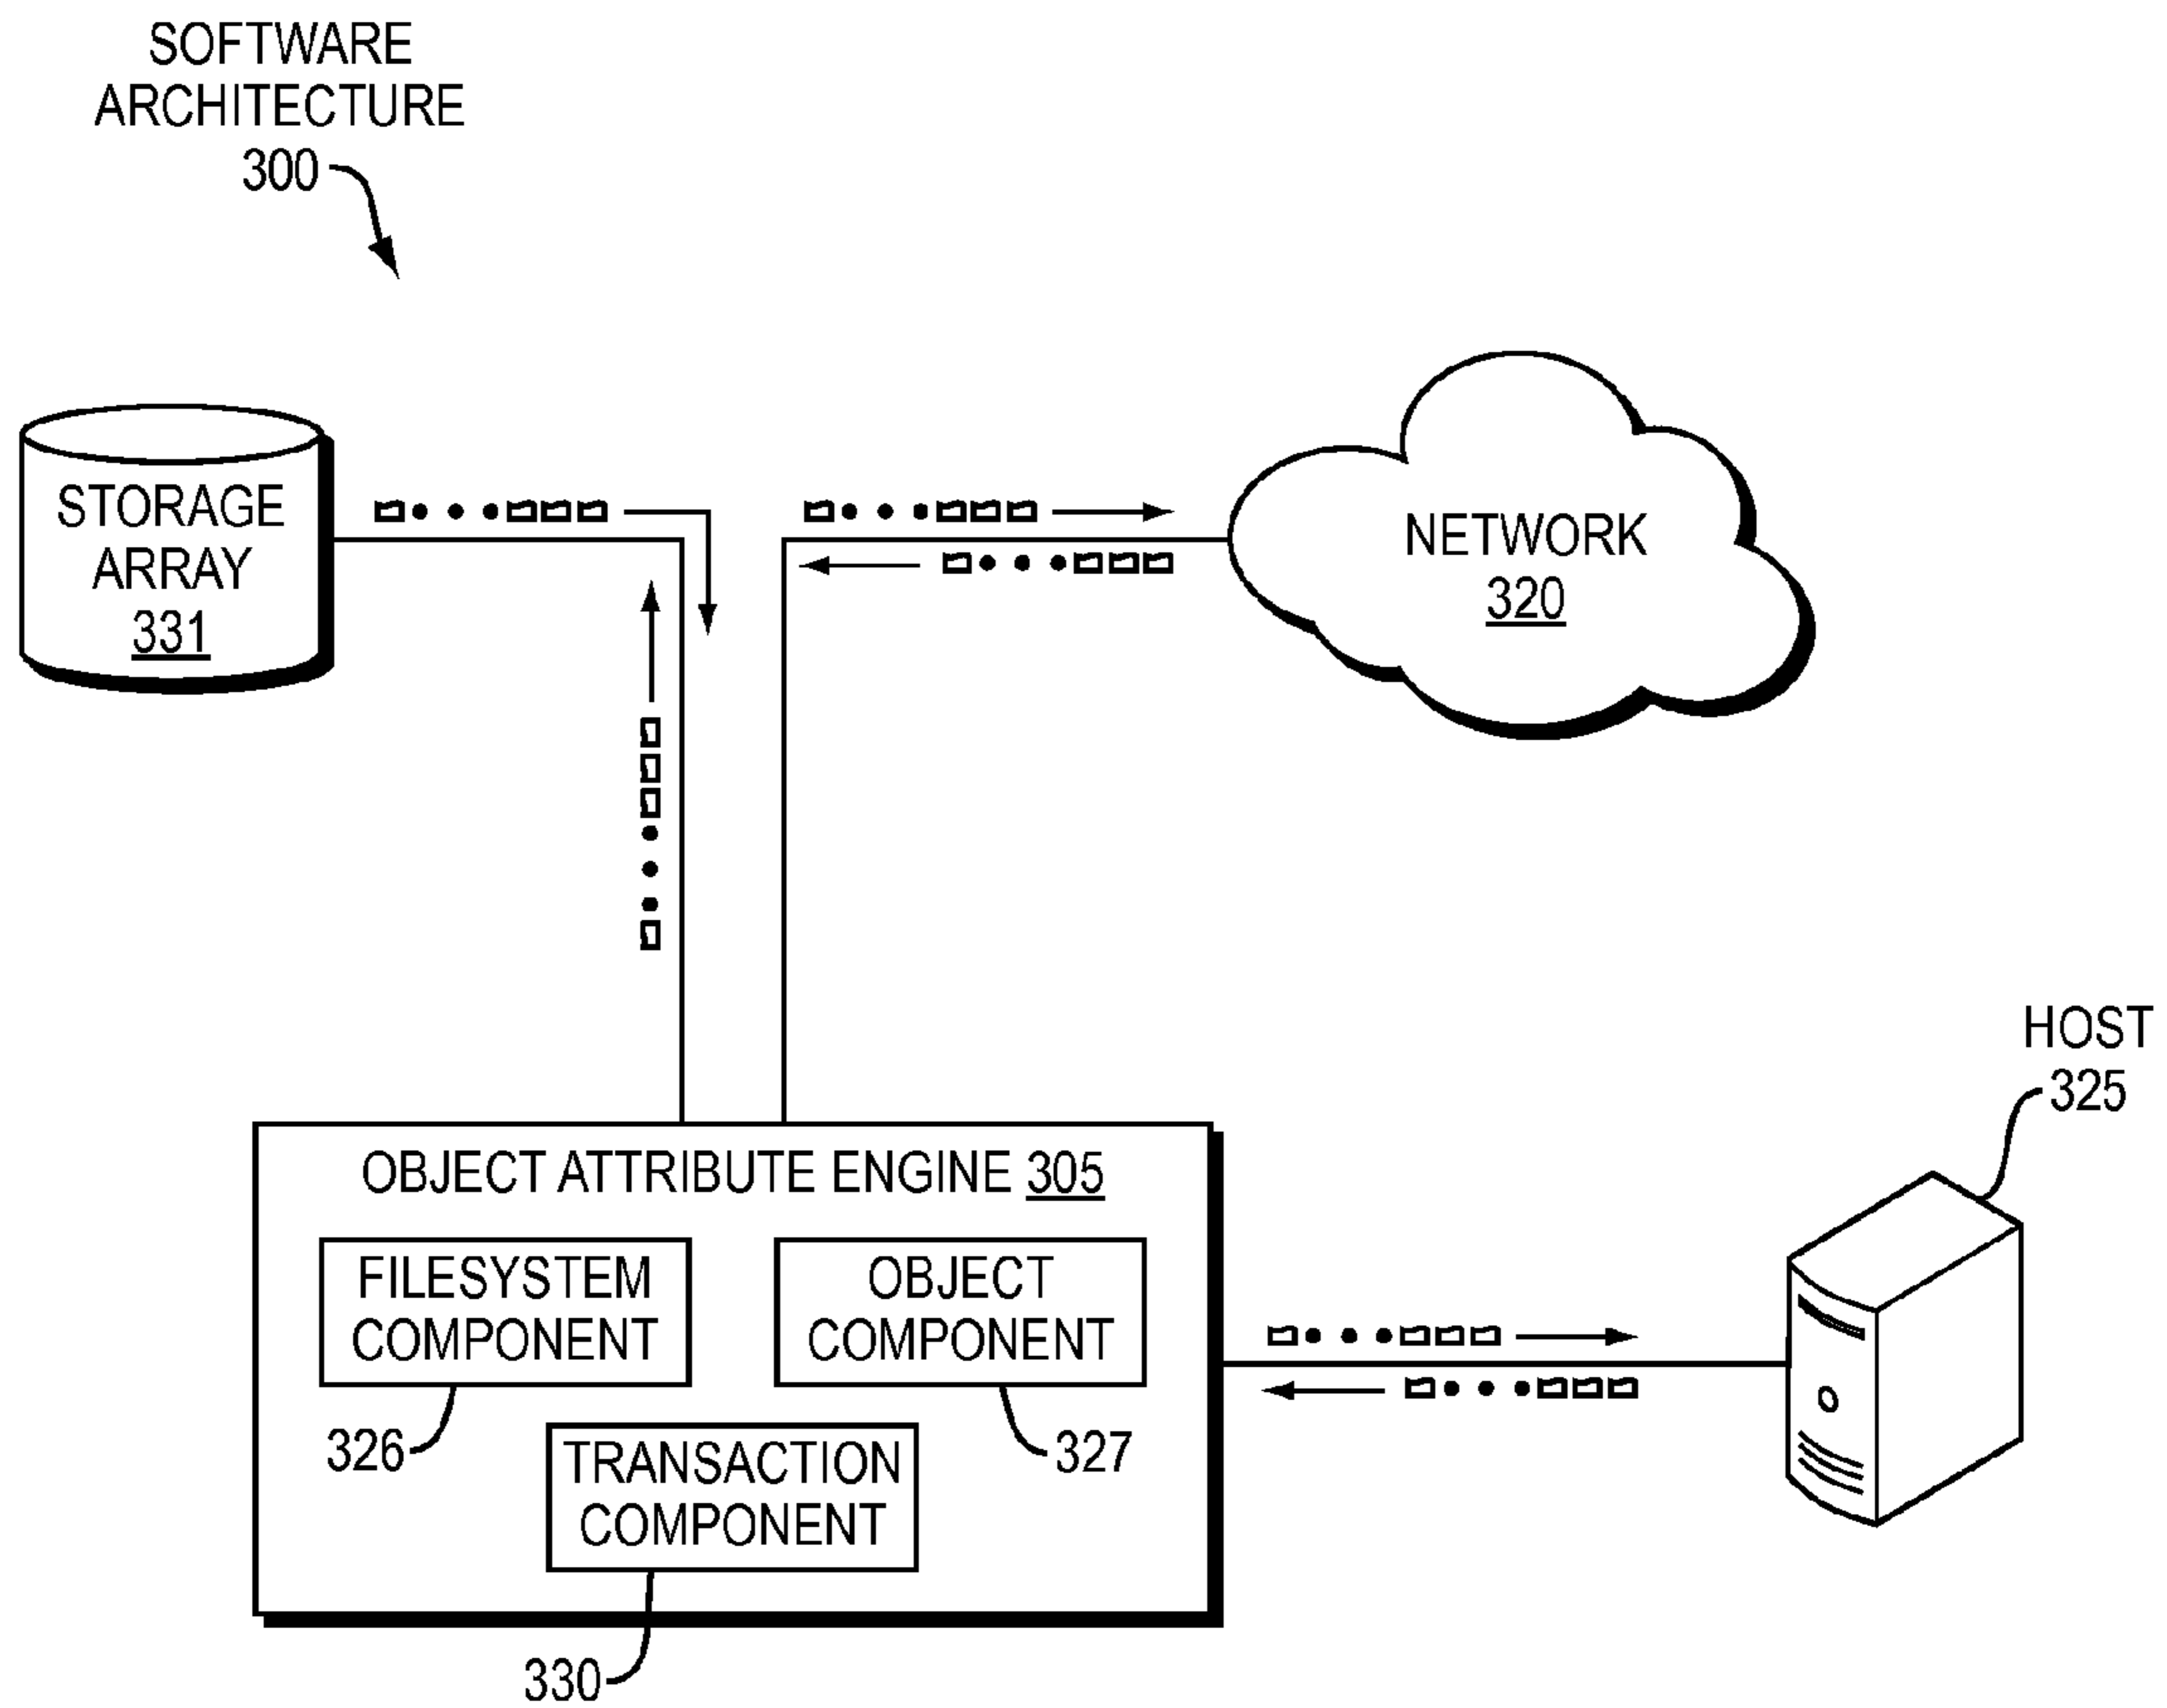 SOFTWARE
ARCHITECTURE
300
STORAGE
ARRAY
331
NETWORK
320
HOST
325
OBJECT ATTRIBUTE ENGINE 305
FILESYSTEM
COMPONENT
326
OBJECT
COMPONENT
327
TRANSACTION
COMPONENT
330